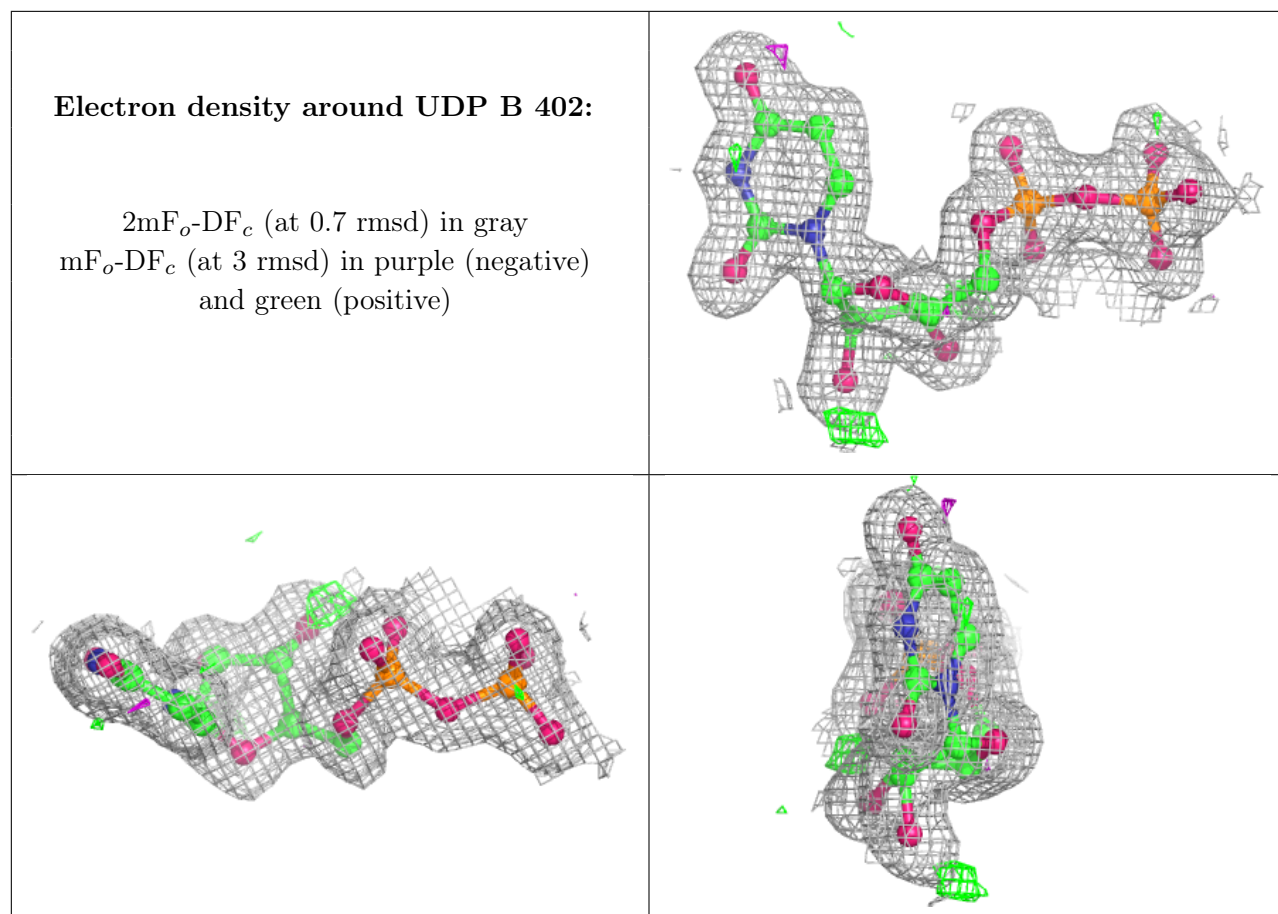 Electron density around UDP B 402:
2mFo-DFc (at 0.7 rmsd) in gray
mFo-DFc (at 3 rmsd) in purple (negative)
and green (positive)